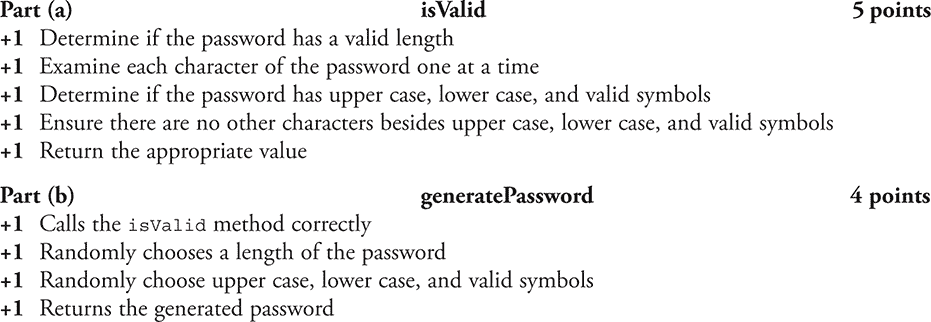 Part (a) isValid 5 points
+1 Determine if the password has a valid length
+1 Examine each character of the password one at a time
+1 Determine if the password has upper case, lower case, and valid symbols
+1 Ensure there are no other characters besides upper case, lower case, and valid symbols
+1 Return the appropriate value
Part (b) generatePassword 4 points
+1 Calls the isValid method correctly
+1 Randomly chooses a length of the password
+1 Randomly choose upper case, lower case, and valid symbols
+1 Returns the generated password